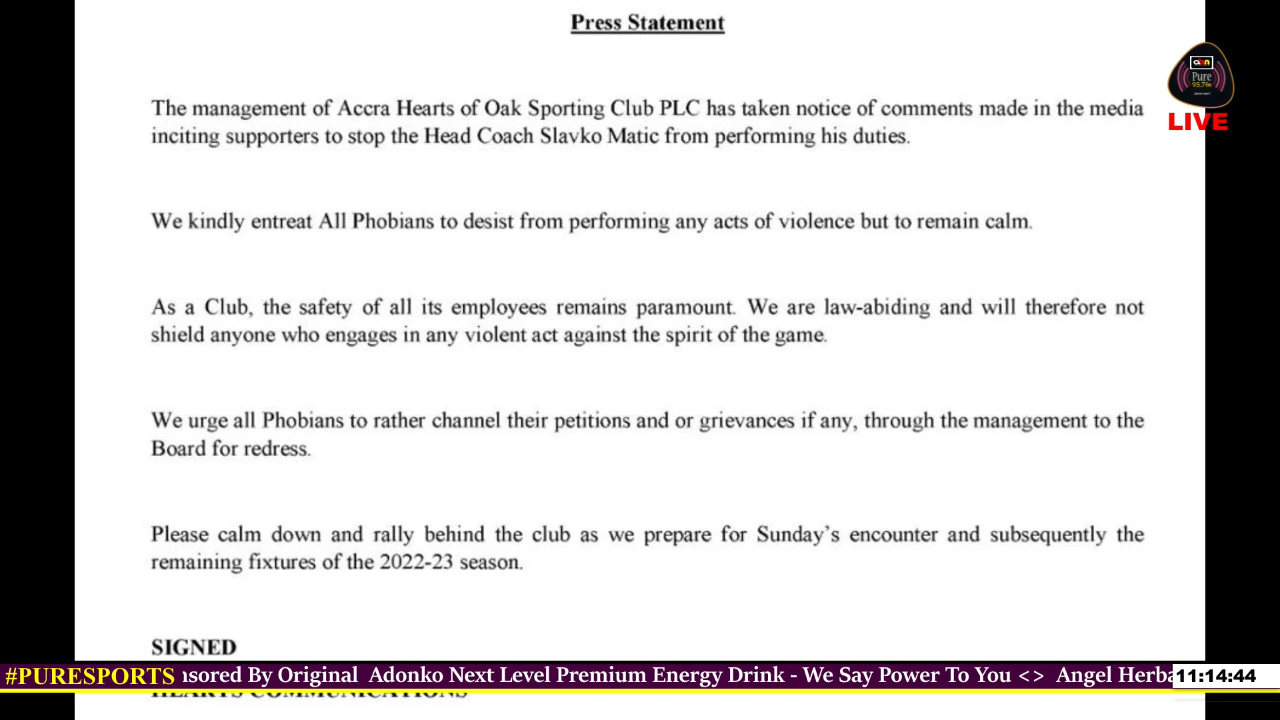 Press Statement
The management of Accra Hearts of Oak Sporting Club PLC has taken notice of comments made in the media
inciting supporters to stop the Head Coach Slavko Matic from performing his duties.
We kindly entreat All Phobians to desist from performing any acts of violence but to remain calm.
As a Club, the safety of all its employees remains paramount. We are law-abiding and will therefore not
shield anyone who engages in any violent act against the spirit of the game.
We urge all Phobians to rather channel their petitions and or grievances if any, through the management to the
Board for redress.
Please calm down and rally behind the club as we prepare for Sunday's encounter and subsequently the
remaining fixtures of the 2022-23 season.
SIGNED
HEARTS COMMUNICATIONS
Pure
95.7fm
LIVE
#PURESPORTS
sored By Original Adonko Next Level Premium Energy Drink - We Say Power To You <> Angel Herba
11:14:44